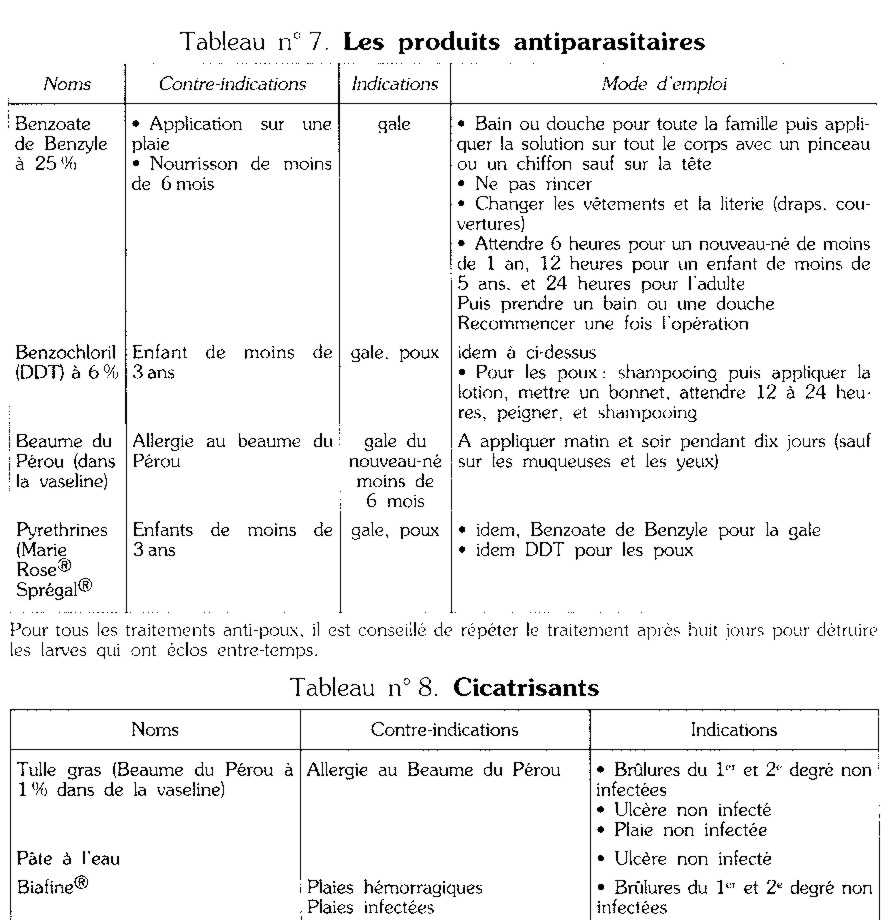 Tableau n° 7. Les produits antiparasitaires
Noms Contre-indications Indications Mode d'emploi
Benzoate • Application sur une gale • Bain ou douche pour toute la famille puis appli-
de Benzyle plaie quer la solution sur tout le corps avec un pinceau
à 25 % • Nourrisson de moins ou un chiffon sauf sur la tête
de 6 mois • Ne pas rincer
• Changer les vêtements et la literie (draps, cou-
vertures)
• Attendre 6 heures pour un nouveau-né de moins
de 1 an, 12 heures pour un enfant de moins de
5 ans, et 24 heures pour l'adulte
Puis prendre un bain ou une douche
Recommencer une fois l'opération
Benzochloril Enfant de moins de gale, poux idem à ci-dessus
(DDT) à 6 % 3 ans • Pour les poux : shampooing puis appliquer la
lotion, mettre un bonnet, attendre 12 à 24 heu-
res, peigner, et shampooing
Beaume du Allergie au beaume du gale du A appliquer matin et soir pendant dix jours (sauf
Pérou (dans Pérou nouveau-né sur les muqueuses et les yeux)
la vaseline) moins de
6 mois
Pyrethrines Enfants de moins de gale, poux • idem, Benzoate de Benzyle pour la gale
(Marie 3 ans • idem DDT pour les poux
Rose®
Sprégal®
Pour tous les traitements anti-poux, il est conseillé de répéter le traitement après huit jours pour détruire
les larves qui ont éclos entre-temps.
Tableau n° 8. Cicatrisants
Noms Contre-indications Indications
Tulle gras (Beaume du Pérou à Allergie au Beaume du Pérou • Brûlures du 1er et 2e degré non
1 % dans de la vaseline) infectées
• Ulcère non infecté
• Plaie non infectée
Pâte à l'eau • Ulcère non infecté
Biafine® Plaies hémorragiques • Brûlures du 1er et 2e degré non
Plaies infectées infectées